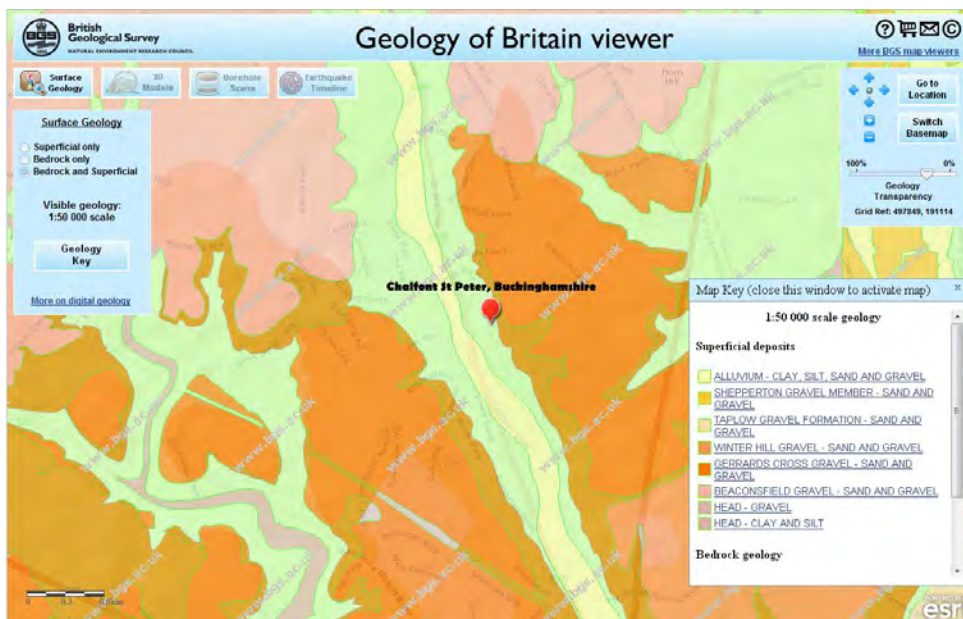 British
Geological Survey
NATURAL ENVIRONMENT RESEARCH COUNCIL
BGS
Geology of Britain viewer
More BGS map viewers
Surface
Geology
3D
Models
Borehole
Scans
Earthquake
Timeline
Go to
Location
Switch
Basemap
100%
0%
Geology
Transparency
Grid Ref: 497849, 191114
Surface Geology
Superficial only
Bedrock only
Bedrock and Superficial
Visible geology:
1:50 000 scale
Geology
Key
More on digital geology
Chalfont St Peter, Buckinghamshire
Map Key (close this window to activate map)
1:50 000 scale geology
Superficial deposits
ALLUVIUM - CLAY, SILT, SAND AND GRAVEL
SHEPPERTON GRAVEL MEMBER - SAND AND
GRAVEL
TAPLOW GRAVEL FORMATION - SAND AND
GRAVEL
WINTER HILL GRAVEL - SAND AND GRAVEL
GERRARDS CROSS GRAVEL - SAND AND
GRAVEL
BEACONSFIELD GRAVEL - SAND AND GRAVEL
HEAD - GRAVEL
HEAD - CLAY AND SILT
Bedrock geology
www.bgs.ac.uk
0
0.3
esri